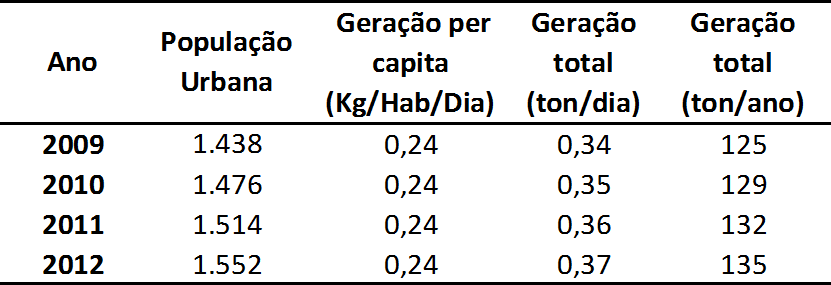 Ano População Urbana Geração per capita (Kg/Hab/Dia) Geração total (ton/dia) Geração total (ton/ano)
2009 1.438 0,24 0,34 125
2010 1.476 0,24 0,35 129
2011 1.514 0,24 0,36 132
2012 1.552 0,24 0,37 135